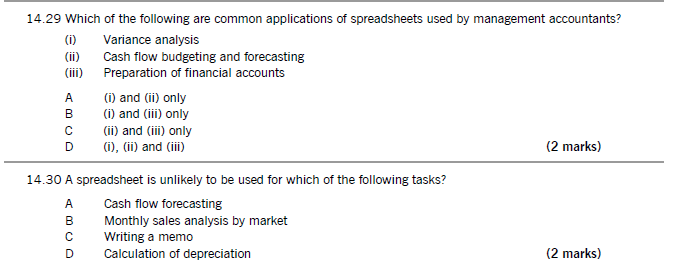 14.29 Which of the following are common applications of spreadsheets used by management accountants?
(i) Variance analysis
(ii) Cash flow budgeting and forecasting
(iii) Preparation of financial accounts
A (i) and (ii) only
B (i) and (iii) only
C (ii) and (iii) only
D (i), (ii) and (iii) (2 marks)
14.30 A spreadsheet is unlikely to be used for which of the following tasks?
A Cash flow forecasting
B Monthly sales analysis by market
C Writing a memo
D Calculation of depreciation (2 marks)